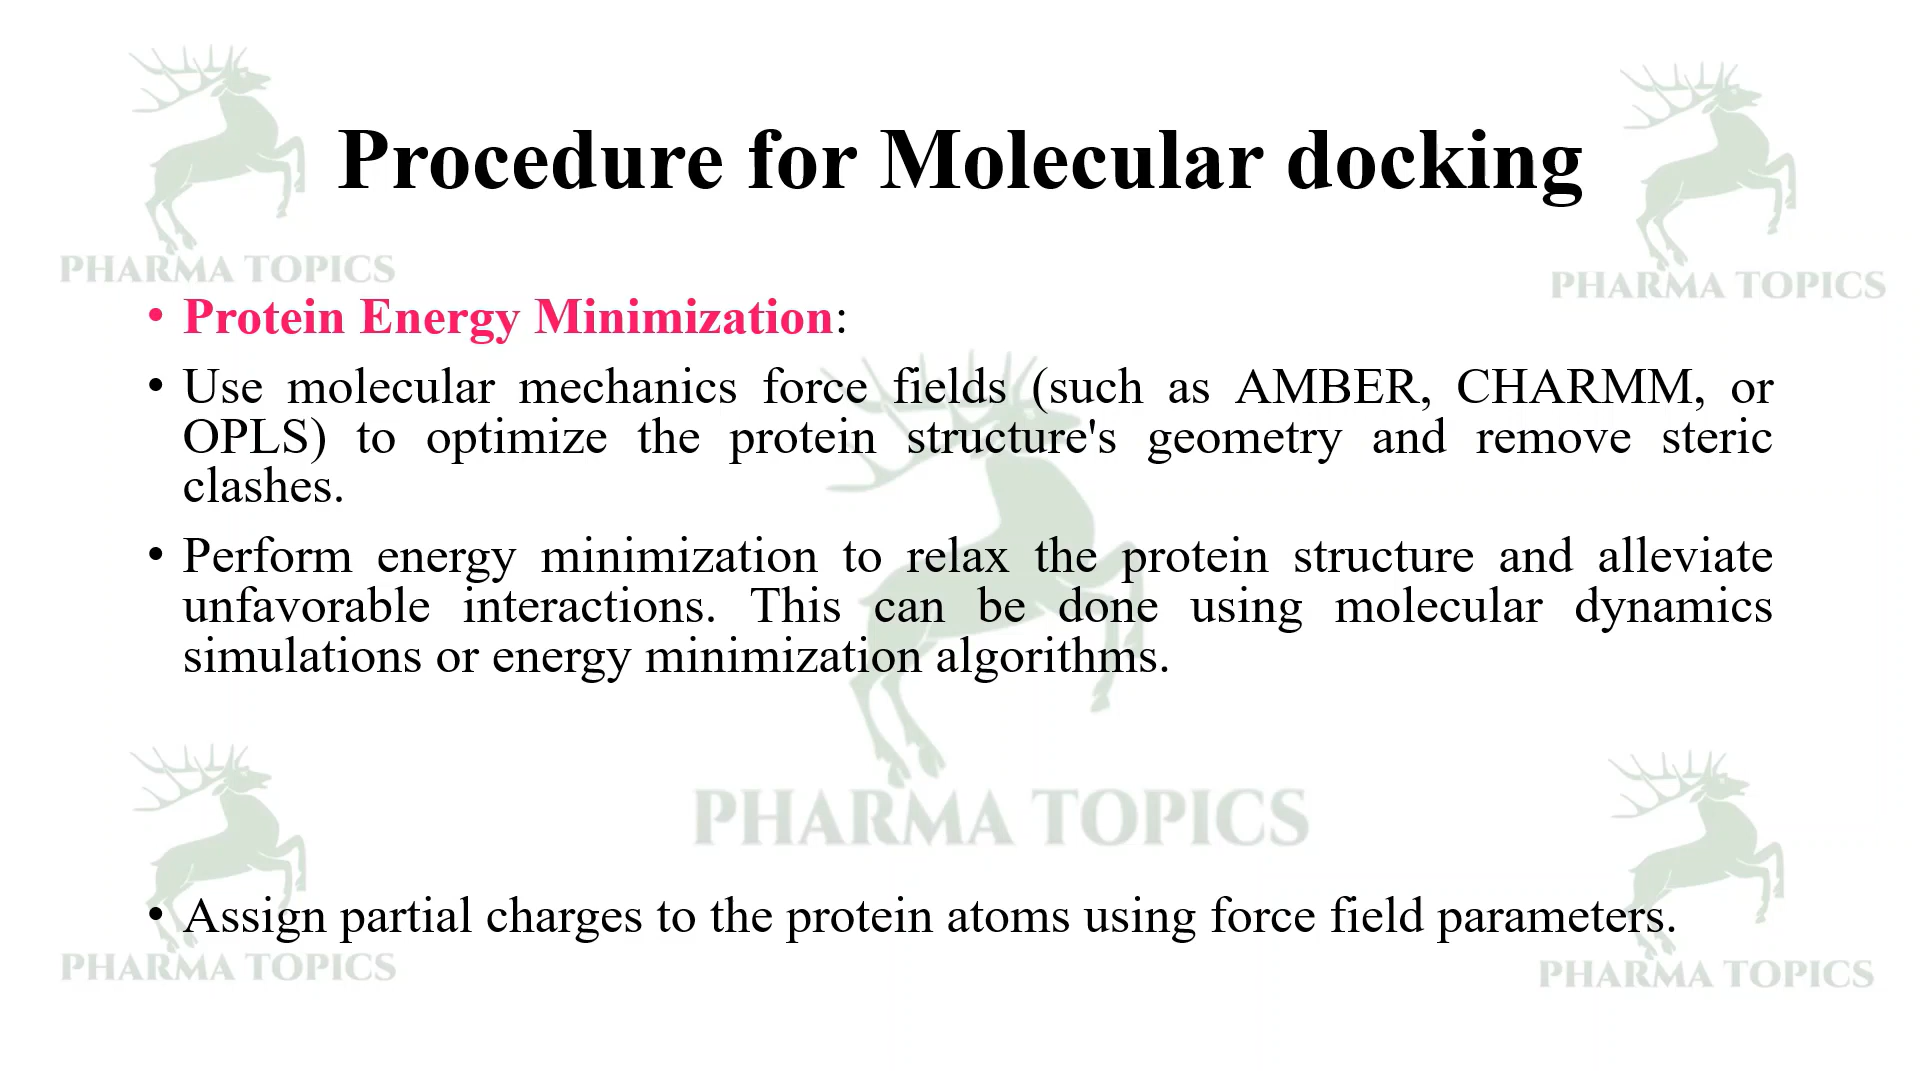 Procedure for Molecular docking
PHARMA TOPICS
PHARMA TOPICS
• Protein Energy Minimization:
• Use molecular mechanics force fields (such as AMBER, CHARMM, or
OPLS) to optimize the protein structure's geometry and remove steric
clashes.
• Perform energy minimization to relax the protein structure and alleviate
unfavorable interactions. This can be done using molecular dynamics
simulations or energy minimization algorithms.
PHARMA TOPICS
• Assign partial charges to the protein atoms using force field parameters.
PHARMA TOPICS
PHARMA TOPICS